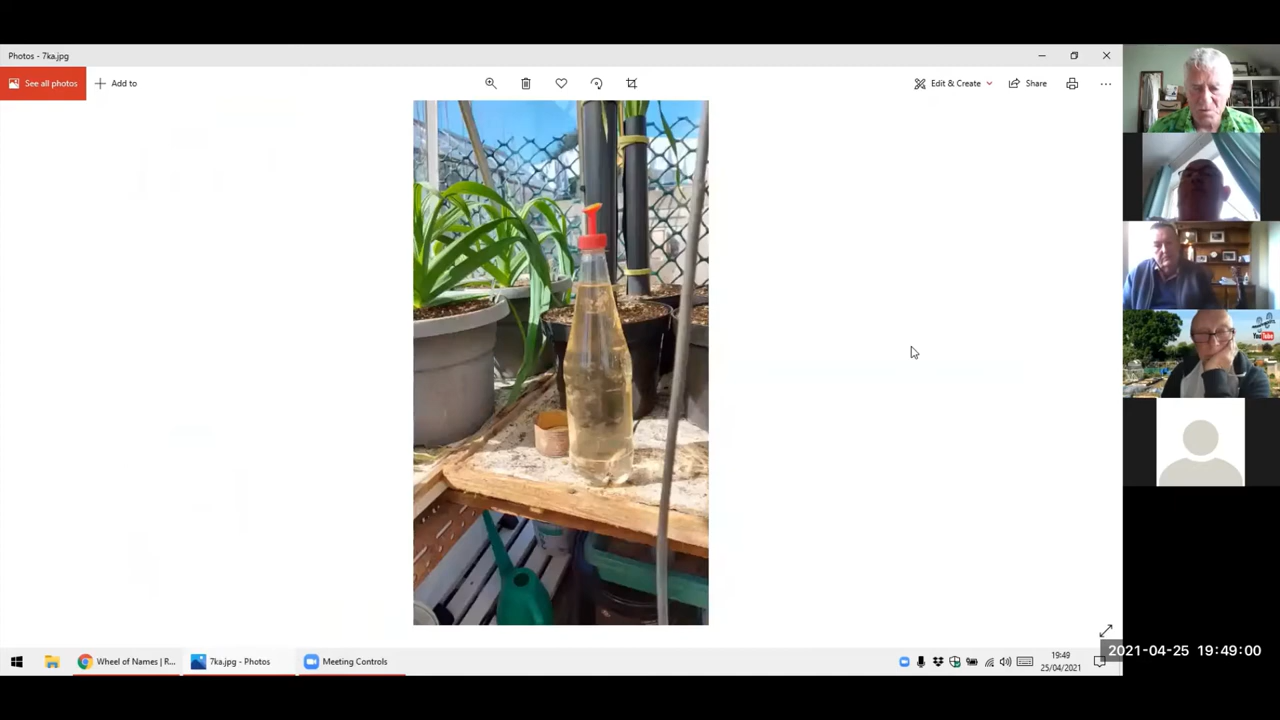 Photos - 7ka.jpg
See all photos
Add to
Edit & Create
Share
YouTube
Wheel of Names | R...
7ka.jpg - Photos
Meeting Controls
19:49
25/04/2021
2021-04-25 19:49:00